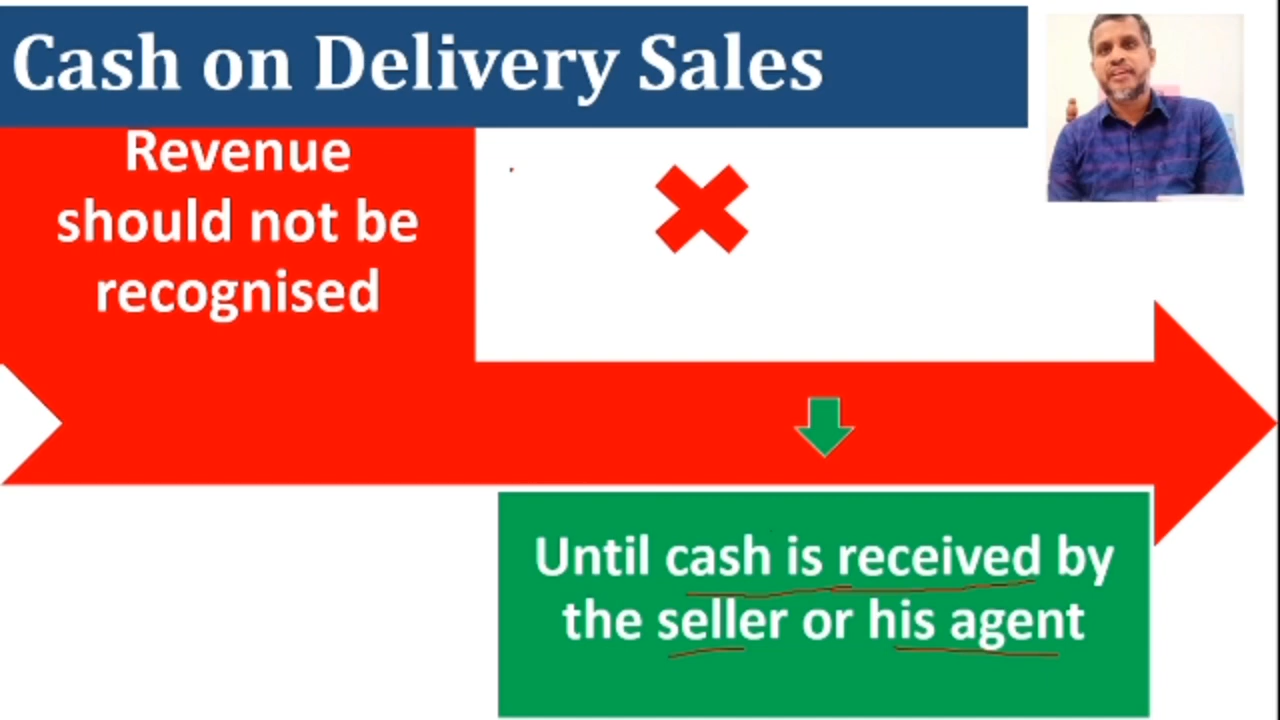 Cash on Delivery Sales
Revenue
should not be
recognised
Until cash is received by
the seller or his agent